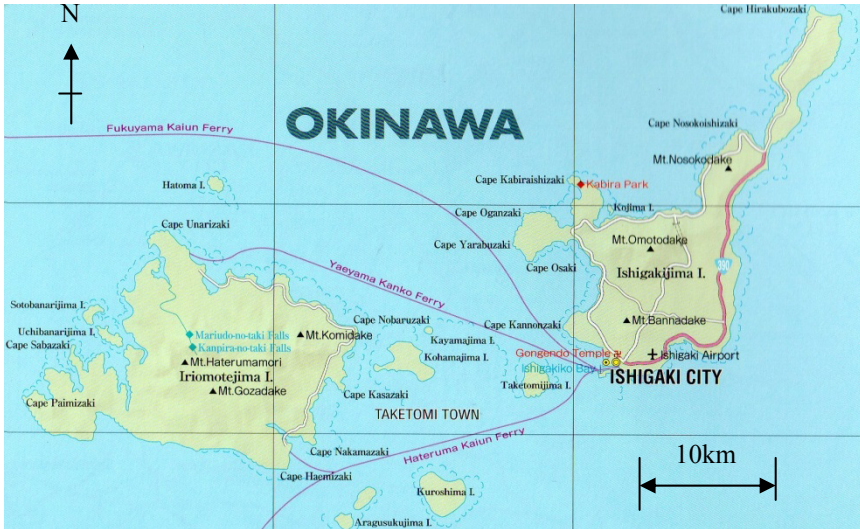 N
Cape Hirakubozaki
Fukuyama Kaiun Ferry
OKINAWA
Cape Nosokoishizaki
Mt.Nosokodake
Hatoma I.
Cape Kabiraishizaki
Kabira Park
Kojima I.
Cape Unarizaki
Cape Oganzaki
Cape Yarabuzaki
Mt.Omotodake
Cape Osaki
Ishigakijima I.
390
Yaeyama Kanko Ferry
Sotobanarijima I.
Uchibanarijima I.
Cape Sabazaki
Mariudo-no-taki Falls
Kanpira-no-taki Falls
Mt.Komidake
Cape Nobaruzaki
Kayamajima I.
Kohamajima I.
Cape Kannonzaki
Mt.Bannadake
Gongendo Temple
Ishigakiko Bay
Ishigaki Airport
ISHIGAKI CITY
Mt.Haterumamori
Iriomotejima I.
Mt.Gozadake
Taketomijima I.
Cape Paimizaki
Cape Kasazaki
TAKETOMI TOWN
Cape Nakamazaki
Hateruma Kaiun Ferry
Cape Haemizaki
Kuroshima I.
Aragusukujima I.
10km